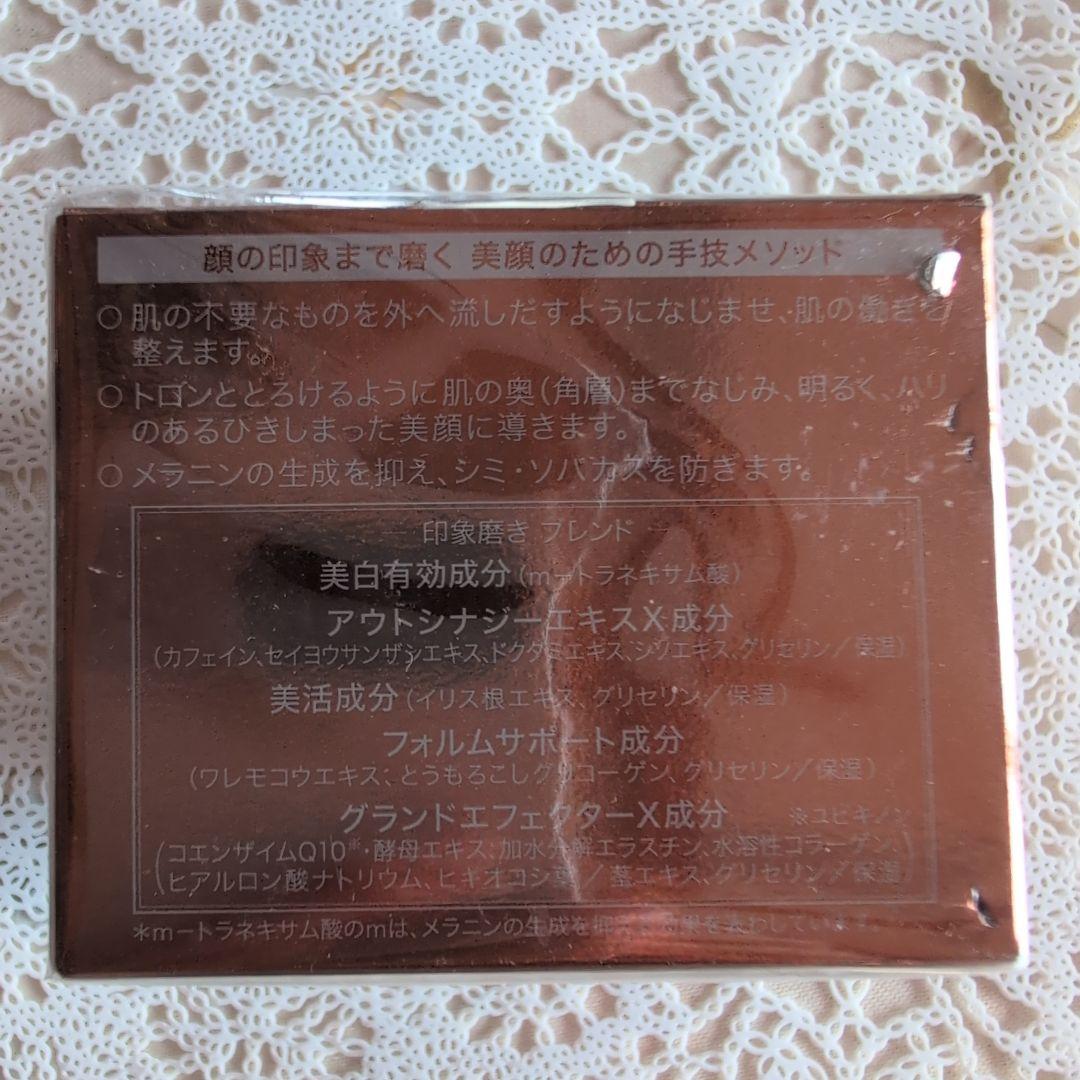 顔の印象まで磨く 美顔のための手技メソッド
○ 肌の不要なものを外へ流しだすようになじませ、肌の働きを
整えます。
○ トロンととろけるように肌の奥(角層)までなじみ、明るく、ハリ
のあるひきしまった美顔に導きます。
○ メラニンの生成を抑え、シミ・ソバカスを防ぎます。
印象磨き ブレンド
美白有効成分(m-トラネキサム酸)
アウトシナジーエキスX成分
(カフェイン、セイヨウサンザシエキス、ドクダミエキス、シソエキス、グリセリン/保湿)
美活成分(イリス根エキス、グリセリン/保湿)
フォルムサポート成分
(ワレモコウエキス、とうもろこしグリコーゲン、グリセリン/保湿)
グランドエフェクターX成分 ※ユビキノン
(コエンザイムQ10※・酵母エキス、加水分解エラスチン、水溶性コラーゲン、
ヒアルロン酸ナトリウム、ヒキオコシ葉/茎エキス、グリセリン/保湿)
*m-トラネキサム酸のmは、メラニンの生成を抑える効果を表わしています。